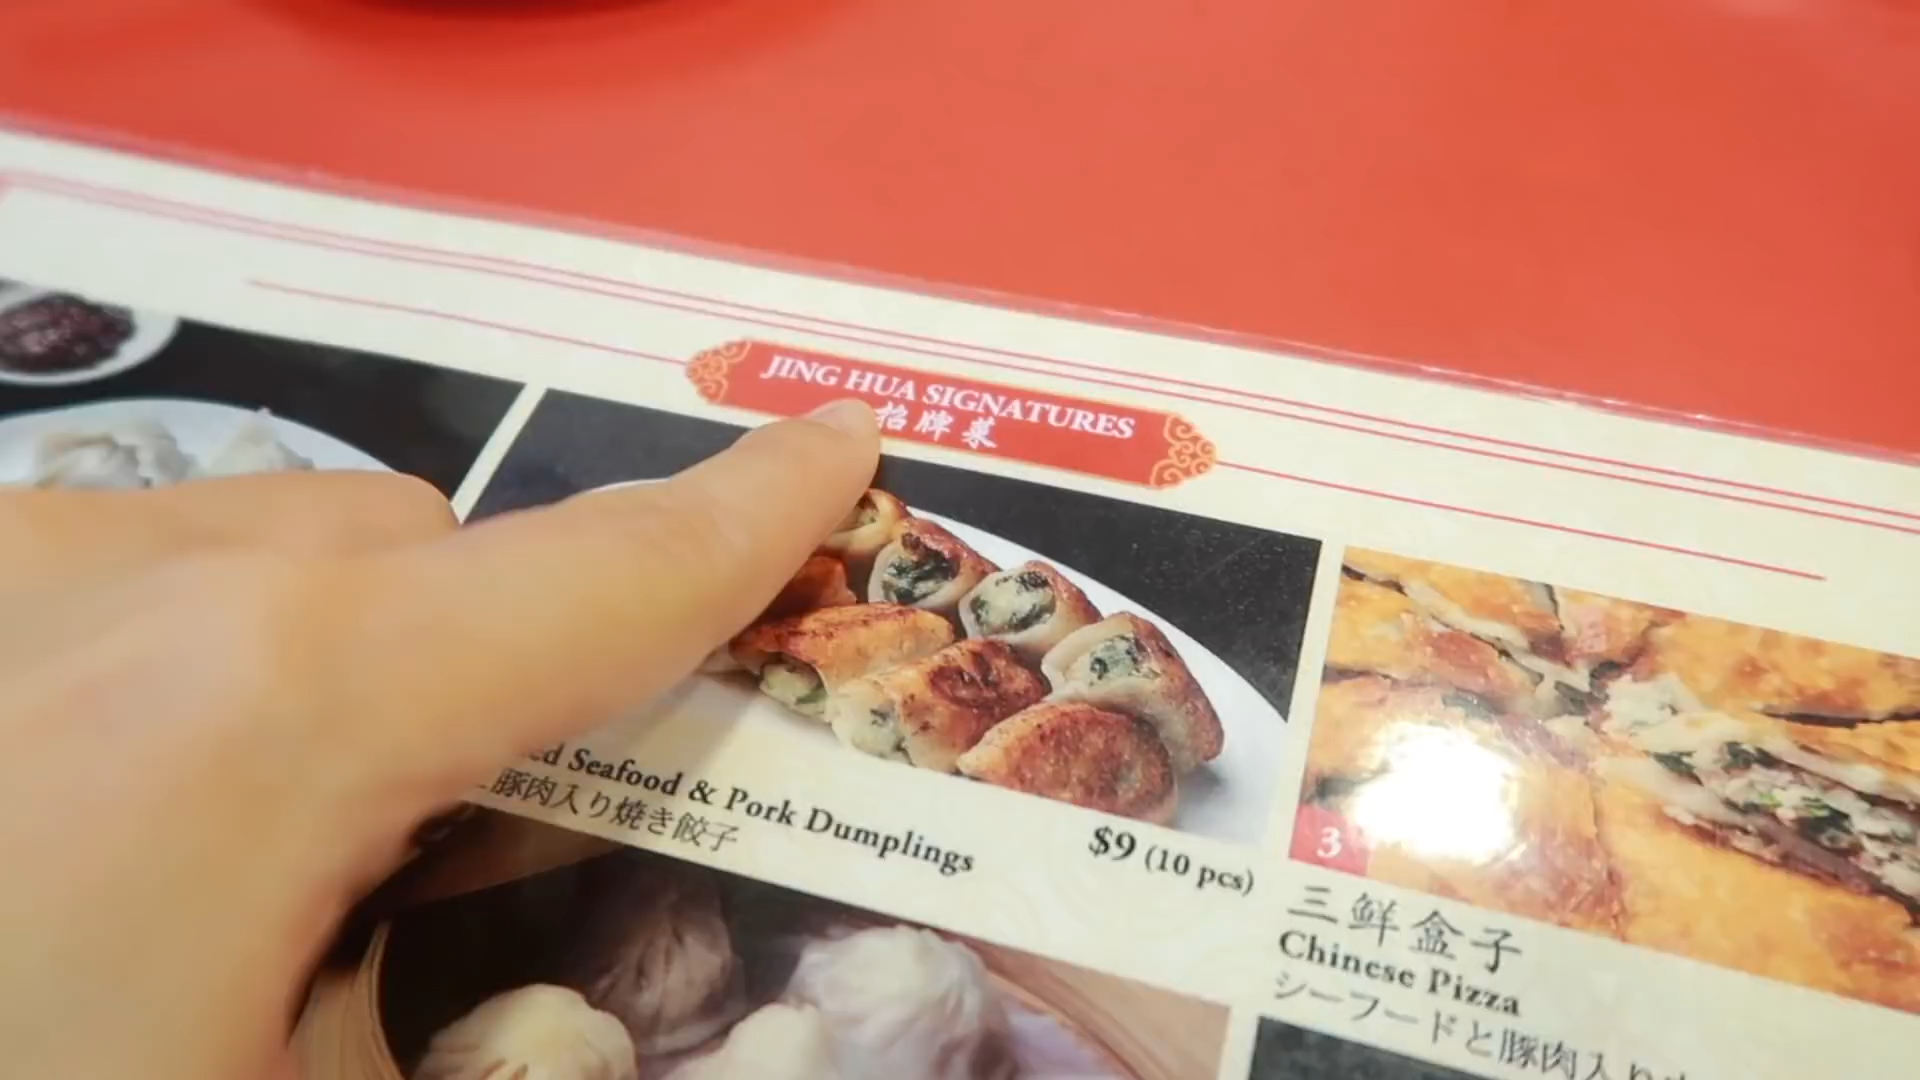 JING HUA SIGNATURES
招牌菜
Seafood & Pork Dumplings
豚肉入り焼き餃子
$9 (10 pcs)
3
三鲜盒子
Chinese Pizza
シーフードと豚肉入り